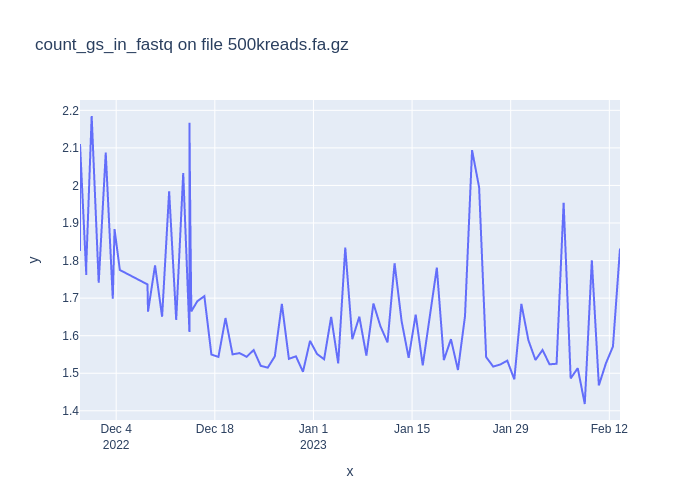 count_gs_in_fastq on file 500kreads.fa.gz
2.2
2.1
2
1.9
1.8
1.7
1.6
1.5
1.4
y
Dec 4
2022
Dec 18
Jan 1
2023
Jan 15
Jan 29
Feb 12
x